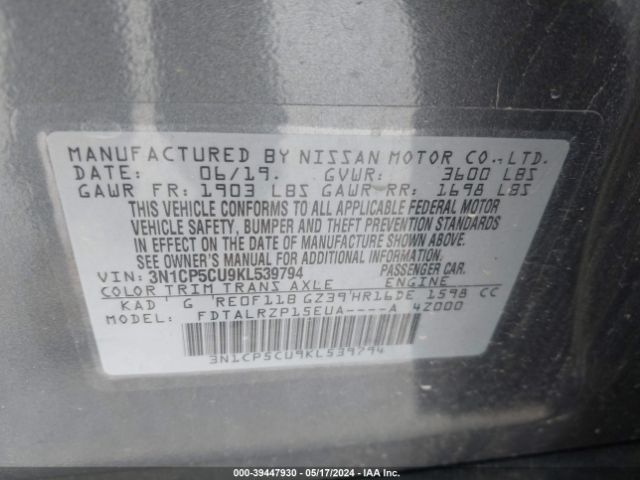 MANUFACTURED BY NISSAN MOTOR CO.,LTD.
DATE: 06/19. GVWR: 3600 LBS
GAWR FR: 1903 LBS GAWR RR: 1698 LBS
THIS VEHICLE CONFORMS TO ALL APPLICABLE FEDERAL MOTOR
VEHICLE SAFETY, BUMPER AND THEFT PREVENTION STANDARDS
IN EFFECT ON THE DATE OF MANUFACTURE SHOWN ABOVE.
SEE OWNER'S MANUAL FOR ADDITIONAL INFORMATION.
VIN: 3N1CP5CU9KL539794 PASSENGER CAR.
COLOR TRIM TRANS AXLE ENGINE
KAD G RE0F11B GZ39 HR16DE 1598 CC
FDTALRZP15EUA----A 4Z000
3N1CP5CU9KL539794
000-39447930 - 05/17/2024 - IAA, Inc.